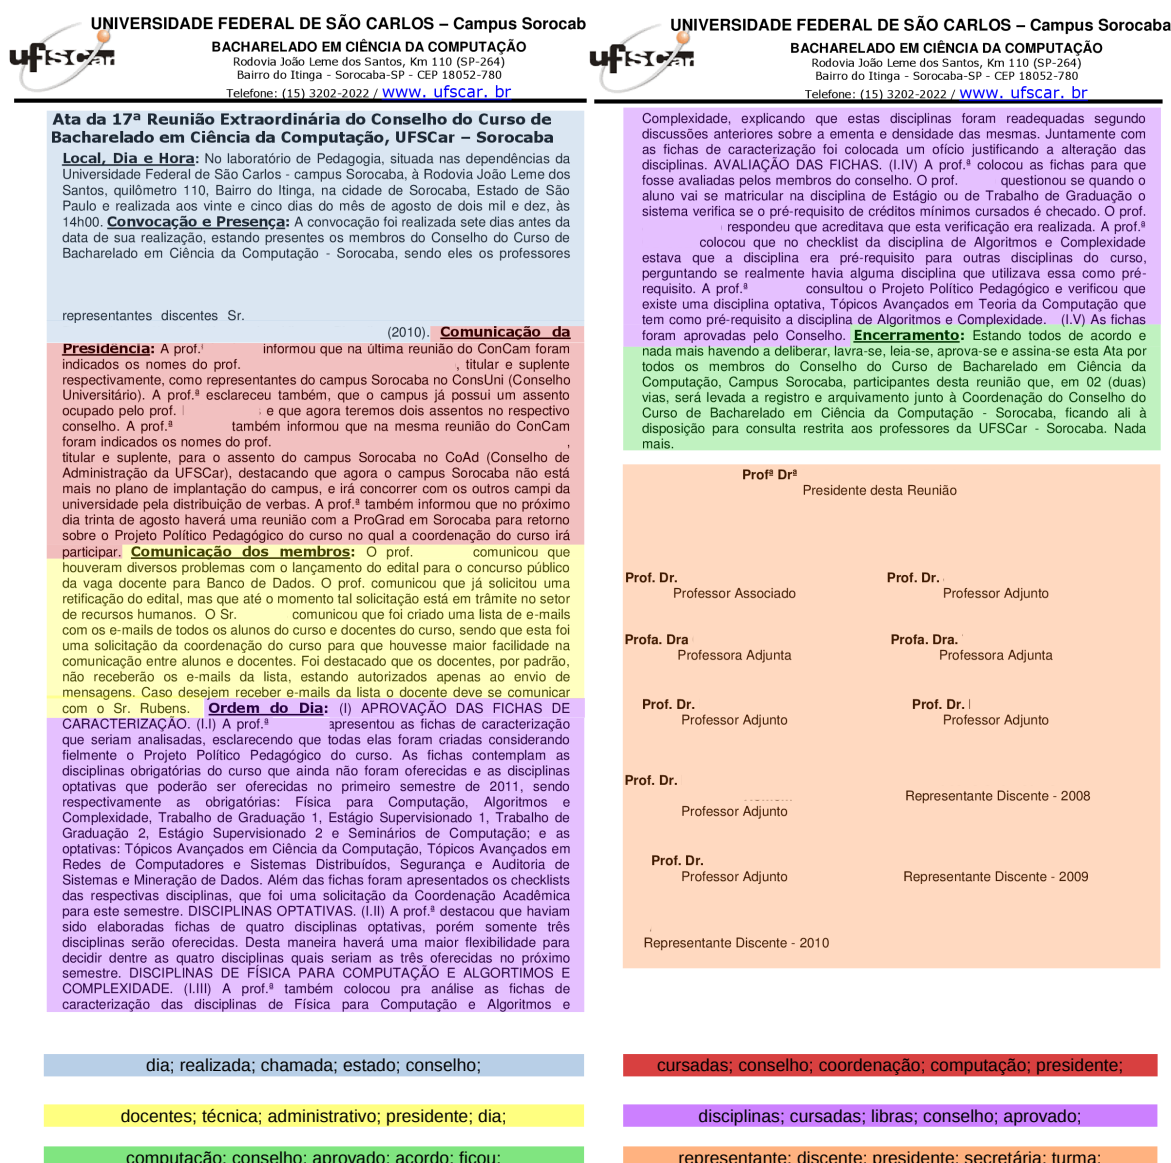 UNIVERSIDADE FEDERAL DE SÃO CARLOS – Campus Sorocab
ufscar
BACHARELADO EM CIÊNCIA DA COMPUTAÇÃO
Rodovia João Leme dos Santos, Km 110 (SP-264)
Bairro do Itinga - Sorocaba-SP - CEP 18052-780
Telefone: (15) 3202-2022 / www. ufscar. br
Ata da 17ª Reunião Extraordinária do Conselho do Curso de
Bacharelado em Ciência da Computação, UFSCar – Sorocaba
Local, Dia e Hora: No laboratório de Pedagogia, situada nas dependências da
Universidade Federal de São Carlos - campus Sorocaba, à Rodovia João Leme dos
Santos, quilômetro 110, Bairro do Itinga, na cidade de Sorocaba, Estado de São
Paulo e realizada aos vinte e cinco dias do mês de agosto de dois mil e dez, às
14h00. Convocação e Presença: A convocação foi realizada sete dias antes da
data de sua realização, estando presentes os membros do Conselho do Curso de
Bacharelado em Ciência da Computação - Sorocaba, sendo eles os professores
representantes discentes Sr.
(2010). Comunicação da
Presidência: A prof.ª informou que na última reunião do ConCam foram
indicados os nomes do prof. , titular e suplente
respectivamente, como representantes do campus Sorocaba no ConsUni (Conselho
Universitário). A prof.ª esclareceu também, que o campus já possui um assento
ocupado pelo prof. e que agora teremos dois assentos no respectivo
conselho. A prof.ª também informou que na mesma reunião do ConCam
foram indicados os nomes do prof. ,
titular e suplente, para o assento do campus Sorocaba no CoAd (Conselho de
Administração da UFSCar), destacando que agora o campus Sorocaba não está
mais no plano de implantação do campus, e irá concorrer com os outros campi da
universidade pela distribuição de verbas. A prof.ª também informou que no próximo
dia trinta de agosto haverá uma reunião com a ProGrad em Sorocaba para retorno
sobre o Projeto Político Pedagógico do curso no qual a coordenação do curso irá
participar. Comunicação dos membros: O prof. comunicou que
houveram diversos problemas com o lançamento do edital para o concurso público
da vaga docente para Banco de Dados. O prof. comunicou que já solicitou uma
retificação do edital, mas que até o momento tal solicitação está em trâmite no setor
de recursos humanos. O Sr. comunicou que foi criado uma lista de e-mails
com os e-mails de todos os alunos do curso e docentes do curso, sendo que esta foi
uma solicitação da coordenação do curso para que houvesse maior facilidade na
comunicação entre alunos e docentes. Foi destacado que os docentes, por padrão,
não receberão os e-mails da lista, estando autorizados apenas ao envio de
mensagens. Caso desejem receber e-mails da lista o docente deve se comunicar
com o Sr. Rubens. Ordem do Dia: (I) APROVAÇÃO DAS FICHAS DE
CARACTERIZAÇÃO. (I.I) A prof.ª apresentou as fichas de caracterização
que seriam analisadas, esclarecendo que todas elas foram criadas considerando
fielmente o Projeto Político Pedagógico do curso. As fichas contemplam as
disciplinas obrigatórias do curso que ainda não foram oferecidas e as disciplinas
optativas que poderão ser oferecidas no primeiro semestre de 2011, sendo
respectivamente as obrigatórias: Física para Computação, Algoritmos e
Complexidade, Trabalho de Graduação 1, Estágio Supervisionado 1, Trabalho de
Graduação 2, Estágio Supervisionado 2 e Seminários de Computação; e as
optativas: Tópicos Avançados em Ciência da Computação, Tópicos Avançados em
Redes de Computadores e Sistemas Distribuídos, Segurança e Auditoria de
Sistemas e Mineração de Dados. Além das fichas foram apresentados os checklists
das respectivas disciplinas, que foi uma solicitação da Coordenação Acadêmica
para este semestre. DISCIPLINAS OPTATIVAS. (I.II) A prof.ª destacou que haviam
sido elaboradas fichas de quatro disciplinas optativas, porém somente três
disciplinas serão oferecidas. Desta maneira haverá uma maior flexibilidade para
decidir dentre as quatro disciplinas quais seriam as três oferecidas no próximo
semestre. DISCIPLINAS DE FÍSICA PARA COMPUTAÇÃO E ALGORTIMOS E
COMPLEXIDADE. (I.III) A prof.ª também colocou pra análise as fichas de
caracterização das disciplinas de Física para Computação e Algoritmos e
UNIVERSIDADE FEDERAL DE SÃO CARLOS – Campus Sorocaba
ufscar
BACHARELADO EM CIÊNCIA DA COMPUTAÇÃO
Rodovia João Leme dos Santos, Km 110 (SP-264)
Bairro do Itinga - Sorocaba-SP - CEP 18052-780
Telefone: (15) 3202-2022 / www. ufscar. br
Complexidade, explicando que estas disciplinas foram readequadas segundo
discussões anteriores sobre a ementa e densidade das mesmas. Juntamente com
as fichas de caracterização foi colocada um ofício justificando a alteração das
disciplinas. AVALIAÇÃO DAS FICHAS. (I.IV) A prof.ª colocou as fichas para que
fosse avaliadas pelos membros do conselho. O prof. questionou se quando o
aluno vai se matricular na disciplina de Estágio ou de Trabalho de Graduação o
sistema verifica se o pré-requisito de créditos mínimos cursados é checado. O prof.
respondeu que acreditava que esta verificação era realizada. A prof.ª
colocou que no checklist da disciplina de Algoritmos e Complexidade
estava que a disciplina era pré-requisito para outras disciplinas do curso,
perguntando se realmente havia alguma disciplina que utilizava essa como pré-
requisito. A prof.ª consultou o Projeto Político Pedagógico e verificou que
existe uma disciplina optativa, Tópicos Avançados em Teoria da Computação que
tem como pré-requisito a disciplina de Algoritmos e Complexidade. (I.V) As fichas
foram aprovadas pelo Conselho. Encerramento: Estando todos de acordo e
nada mais havendo a deliberar, lavra-se, leia-se, aprova-se e assina-se esta Ata por
todos os membros do Conselho do Curso de Bacharelado em Ciência da
Computação, Campus Sorocaba, participantes desta reunião que, em 02 (duas)
vias, será levada a registro e arquivamento junto à Coordenação do Conselho do
Curso de Bacharelado em Ciência da Computação - Sorocaba, ficando ali à
disposição para consulta restrita aos professores da UFSCar - Sorocaba. Nada
mais.
Profª Drª
Presidente desta Reunião
Prof. Dr. Prof. Dr.
Professor Associado Professor Adjunto
Profa. Dra Profa. Dra.
Professora Adjunta Professora Adjunta
Prof. Dr. Prof. Dr.
Professor Adjunto Professor Adjunto
Prof. Dr.
Representante Discente - 2008
Professor Adjunto
Prof. Dr.
Professor Adjunto Representante Discente - 2009
Representante Discente - 2010
dia; realizada; chamada; estado; conselho;
cursadas; conselho; coordenação; computação; presidente;
docentes; técnica; administrativo; presidente; dia;
disciplinas; cursadas; libras; conselho; aprovado;
computação; conselho; aprovado; acordo; ficou;
representante; discente; presidente; secretária; turma;